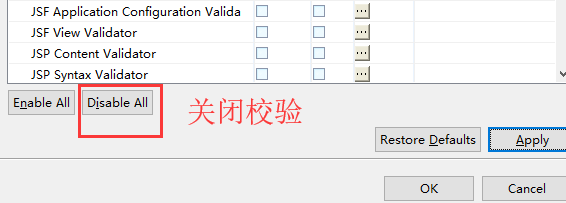 JSF Application Configuration Valida
JSF View Validator
JSP Content Validator
JSP Syntax Validator
Enable All Disable All 关闭校验
Restore Defaults Apply
OK Cancel